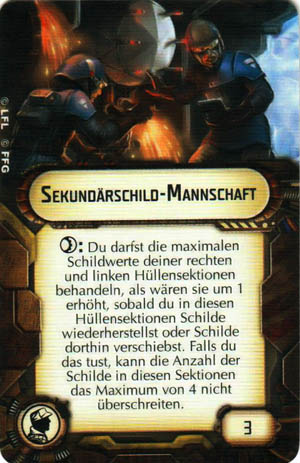 © LFL © FFG
SEKUNDÄRSCHILD-MANNSCHAFT
: Du darfst die maximalen
Schildwerte deiner rechten
und linken Hüllensektionen
behandeln, als wären sie um 1
erhöht, sobald du in diesen
Hüllensektionen Schilde
wiederherstellst oder Schilde
dorthin verschiebst. Falls du
das tust, kann die Anzahl der
Schilde in diesen Sektionen
das Maximum von 4 nicht
überschreiten.
3